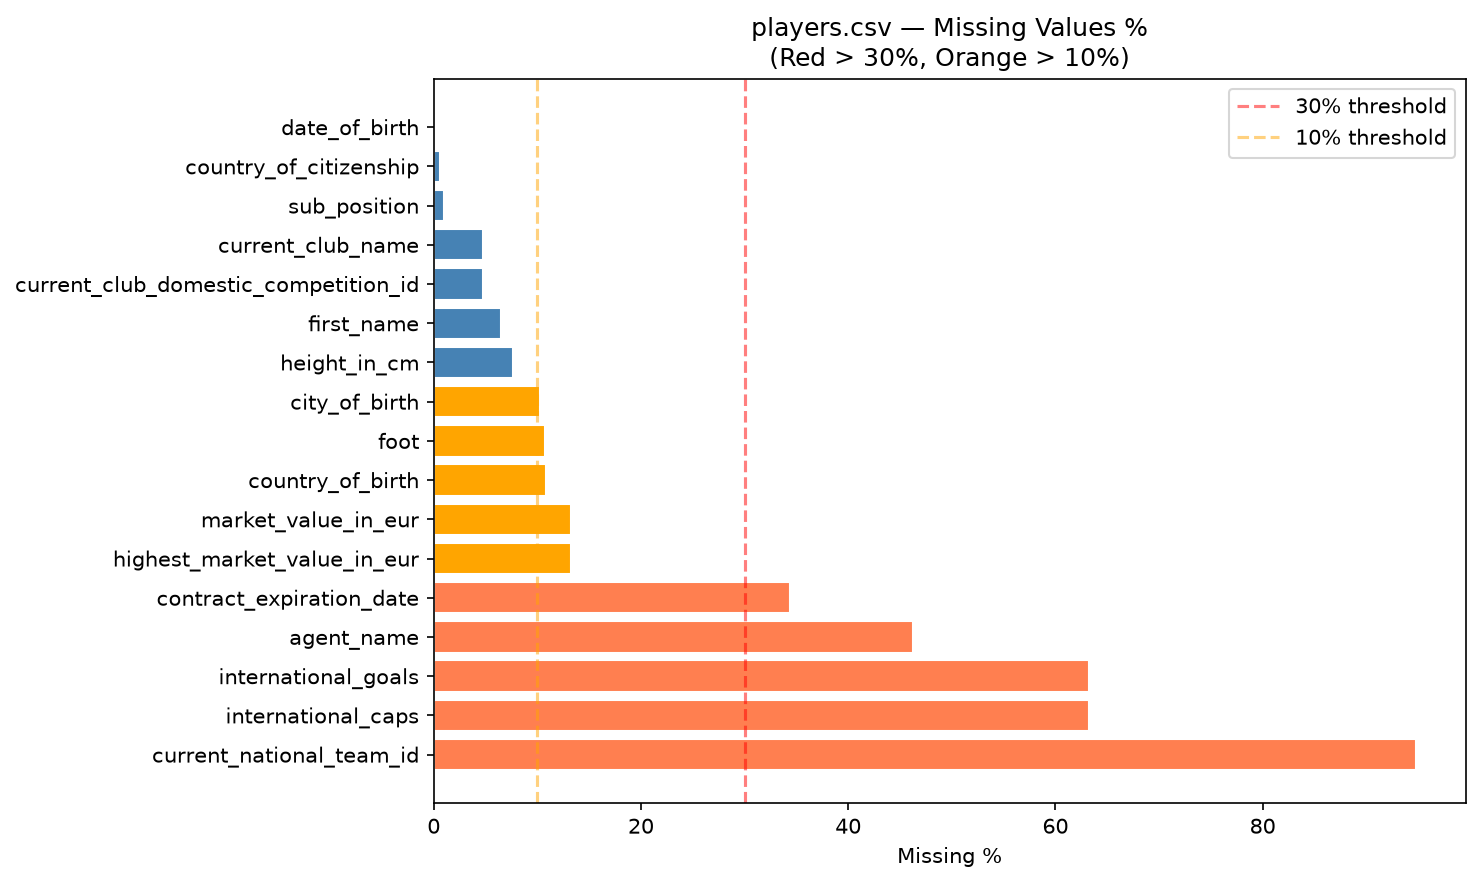 players.csv — Missing Values %
(Red > 30%, Orange > 10%)
30% threshold
10% threshold
date_of_birth
country_of_citizenship
sub_position
current_club_name
current_club_domestic_competition_id
first_name
height_in_cm
city_of_birth
foot
country_of_birth
market_value_in_eur
highest_market_value_in_eur
contract_expiration_date
agent_name
international_goals
international_caps
current_national_team_id
0 20 40 60 80
Missing %